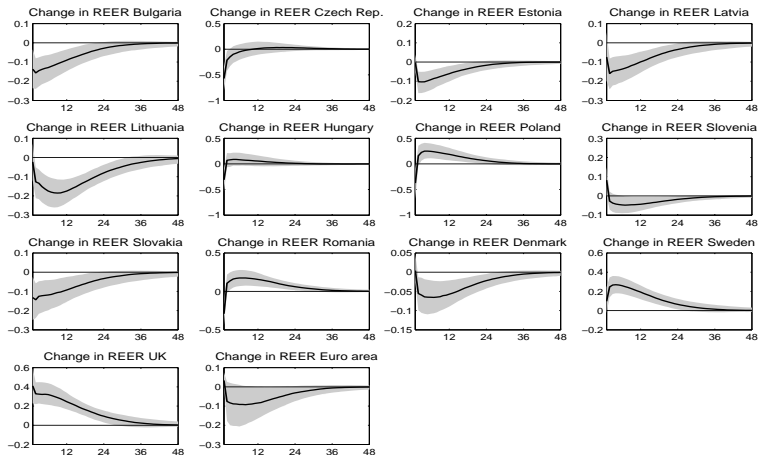 Change in REER Bulgaria
0.1
0
−0.1
−0.2
−0.3
12 24 36 48
Change in REER Czech Rep.
0.5
0
−0.5
−1
12 24 36 48
Change in REER Estonia
0.2
0.1
0
−0.1
−0.2
12 24 36 48
Change in REER Latvia
0.1
0
−0.1
−0.2
−0.3
12 24 36 48
Change in REER Lithuania
0.1
0
−0.1
−0.2
−0.3
12 24 36 48
Change in REER Hungary
0.5
0
−0.5
−1
12 24 36 48
Change in REER Poland
0.5
0
−0.5
−1
12 24 36 48
Change in REER Slovenia
0.3
0.2
0.1
0
−0.1
12 24 36 48
Change in REER Slovakia
0.1
0
−0.1
−0.2
−0.3
12 24 36 48
Change in REER Romania
0.5
0
−0.5
12 24 36 48
Change in REER Denmark
0.05
0
−0.05
−0.1
−0.15
12 24 36 48
Change in REER Sweden
0.6
0.4
0.2
0
−0.2
12 24 36 48
Change in REER UK
0.6
0.4
0.2
0
−0.2
12 24 36 48
Change in REER Euro area
0.1
0
−0.1
−0.2
−0.3
12 24 36 48